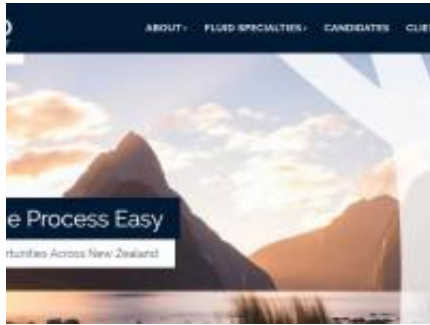 ABOUT FLUID SPECIALTIES CANDIDATES CLIE
e Process Easy
rtunities Across New Zealand